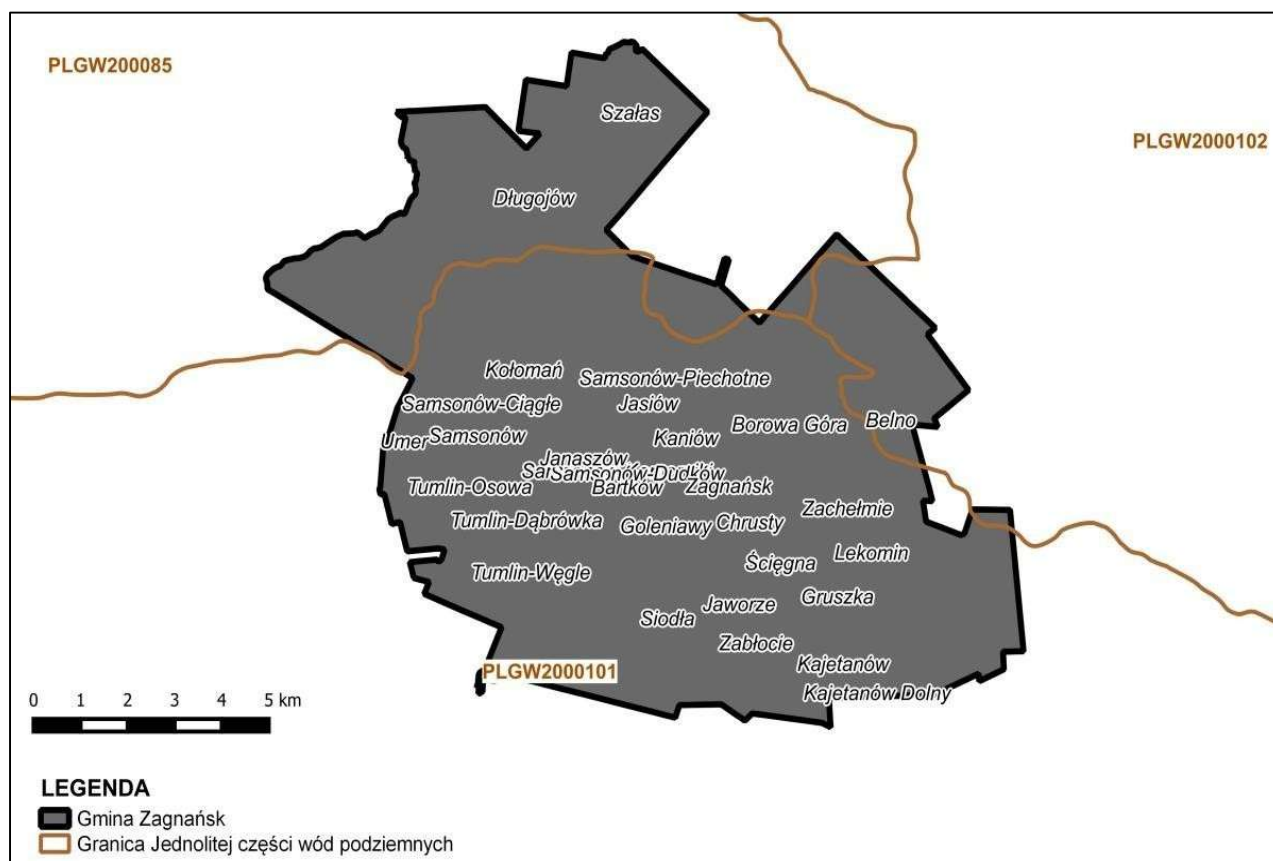 PLGW200085
Szałas
PLGW2000102
Długojów
Kołomań
Samsonów-Piechotne
Samsonów-Ciągłe
Jasiów
Borowa Góra
Belno
Umer
Samsonów
Kaniów
Janaszów
Samsonów-Dudków
Tumlin-Osowa
Bartków
Zagnańsk
Zachełmie
Tumlin-Dąbrówka
Goleniawy
Chrusty
Lekomin
Ścięgna
Tumlin-Węgle
Gruszka
Jaworze
Siodła
Zabłocie
Kajetanów
PLGW2000101
Kajetanów Dolny
0 1 2 3 4 5 km
LEGENDA
Gmina Zagnańsk
Granica Jednolitej części wód podziemnych